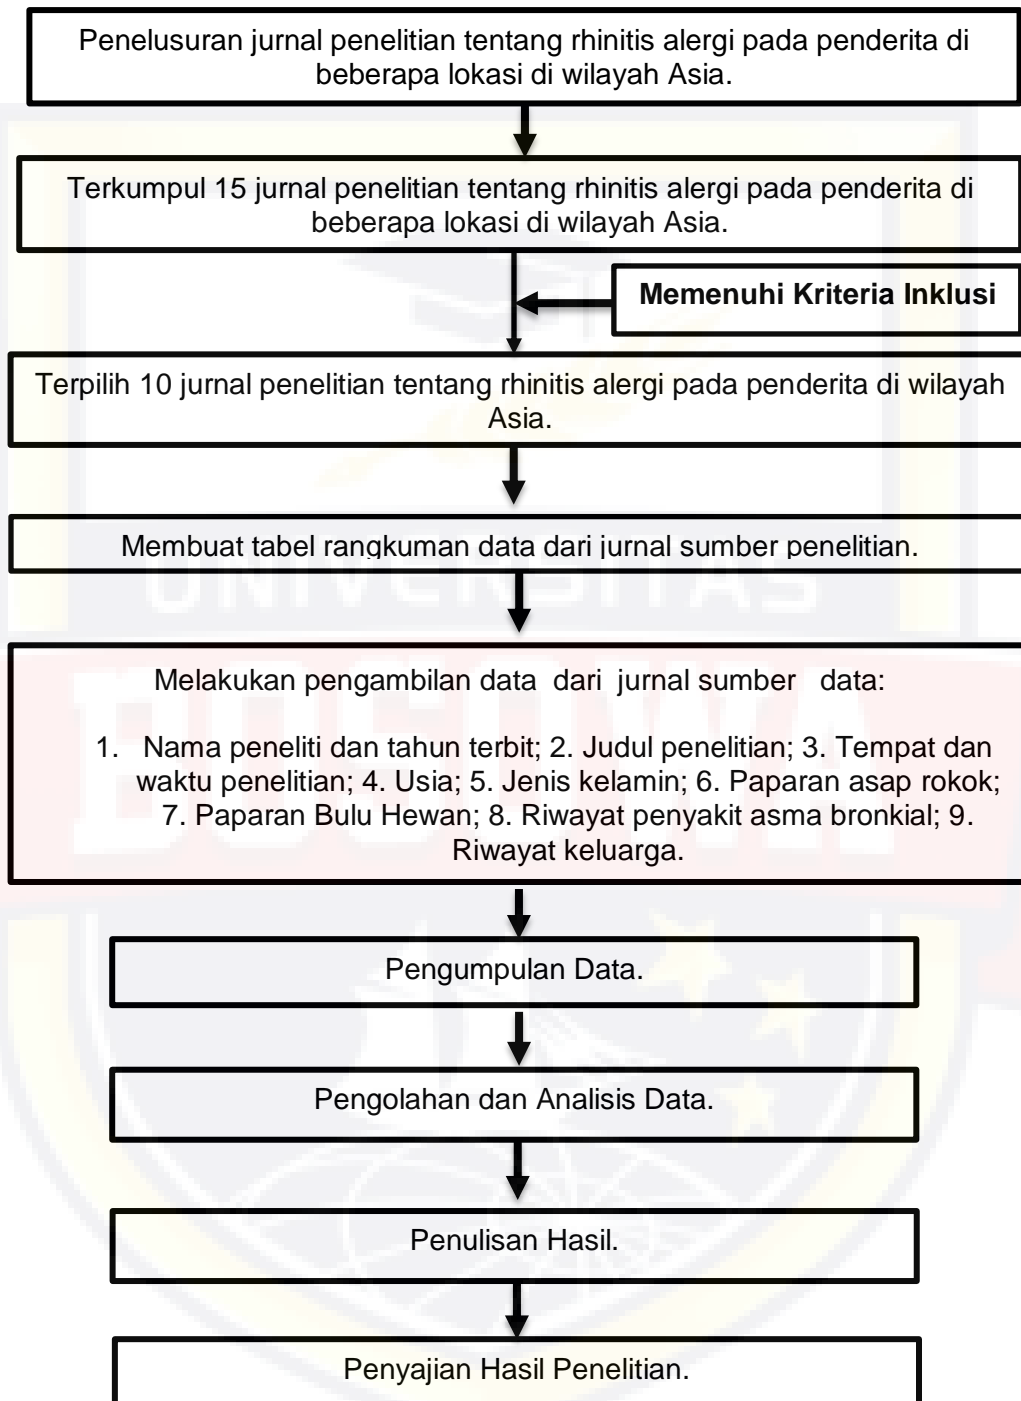 Penelusuran jurnal penelitian tentang rhinitis alergi pada penderita di
beberapa lokasi di wilayah Asia.
Terkumpul 15 jurnal penelitian tentang rhinitis alergi pada penderita di
beberapa lokasi di wilayah Asia.
Memenuhi Kriteria Inklusi
Terpilih 10 jurnal penelitian tentang rhinitis alergi pada penderita di wilayah
Asia.
Membuat tabel rangkuman data dari jurnal sumber penelitian.
UNIVERSITAS
BOSOWA
Melakukan pengambilan data dari jurnal sumber data:
1. Nama peneliti dan tahun terbit; 2. Judul penelitian; 3. Tempat dan
waktu penelitian; 4. Usia; 5. Jenis kelamin; 6. Paparan asap rokok;
7. Paparan Bulu Hewan; 8. Riwayat penyakit asma bronkial; 9.
Riwayat keluarga.
Pengumpulan Data.
Pengolahan dan Analisis Data.
Penulisan Hasil.
Penyajian Hasil Penelitian.